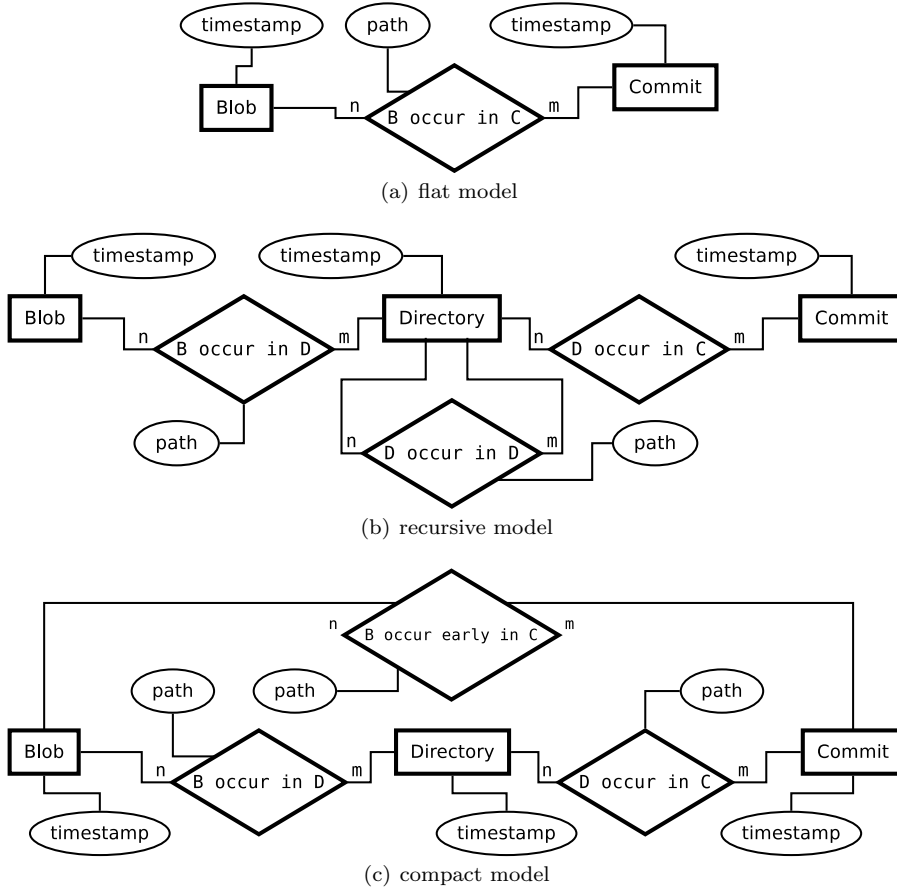 timestamp path timestamp
Blob n B occur in C m Commit
(a) flat model
timestamp timestamp timestamp
Blob n B occur in D m Directory n D occur in C m Commit
path n D occur in D m path
(b) recursive model
n B occur early in C m
path path path
Blob n B occur in D m Directory n D occur in C m Commit
timestamp timestamp timestamp
(c) compact model